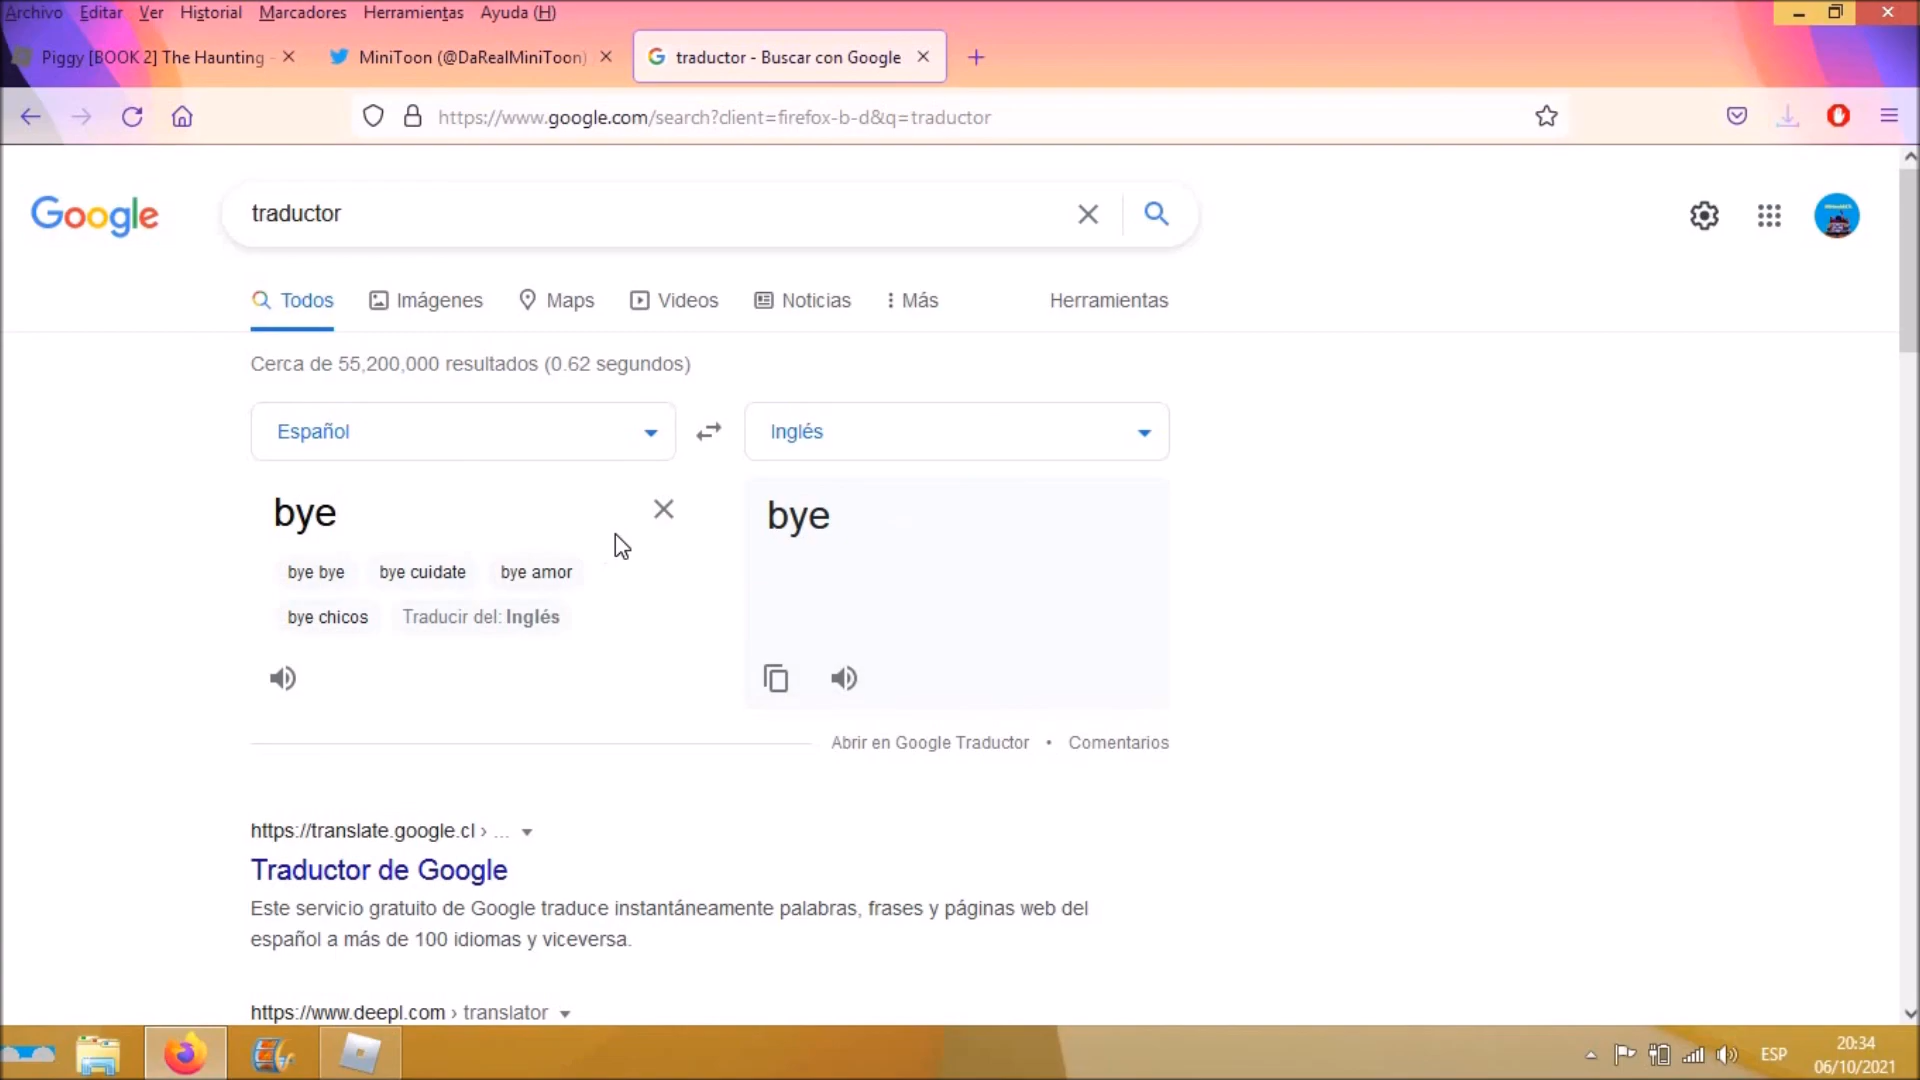 Archivo Editar Ver Historial Marcadores Herramientas Ayuda (H)
Piggy [BOOK 2] The Haunting - MiniToon (@DaRealMiniToon) traductor - Buscar con Google
https://www.google.com/search?client=firefox-b-d&q=traductor
Google traductor
Todos Imágenes Maps Videos Noticias Más Herramientas
Cerca de 55,200,000 resultados (0.62 segundos)
Español Inglés
bye bye
bye bye bye cuidate bye amor
bye chicos Traducir del: Inglés
Abrir en Google Traductor • Comentarios
https://translate.google.cl › ...
Traductor de Google
Este servicio gratuito de Google traduce instantáneamente palabras, frases y páginas web del
español a más de 100 idiomas y viceversa.
https://www.deepl.com › translator
ESP 20:34
06/10/2021